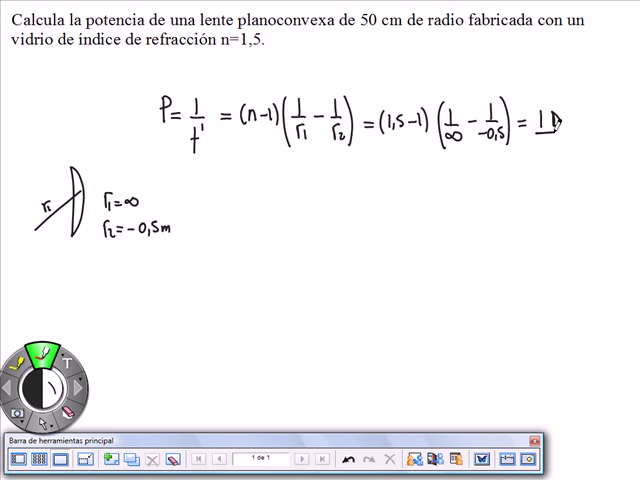 Calcula la potencia de una lente planoconvexa de 50 cm de radio fabricada con un
vidrio de índice de refracción n=1,5.
P = 1/f' = (n-1) (1/r1 - 1/r2) = (1,5-1) (1/∞ - 1/-0,5) = 1D
r1
r1=∞
r2=-0,5m
T
Barra de herramientas principal
1 de 1